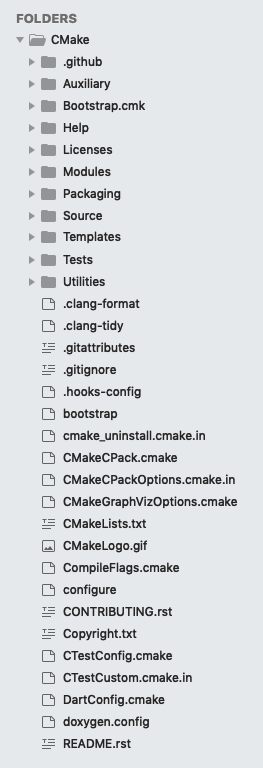 FOLDERS
CMake
.github
Auxiliary
Bootstrap.cmk
Help
Licenses
Modules
Packaging
Source
Templates
Tests
Utilities
.clang-format
.clang-tidy
.gitattributes
.gitignore
.hooks-config
bootstrap
cmake_uninstall.cmake.in
CMakeCPack.cmake
CMakeCPackOptions.cmake.in
CMakeGraphVizOptions.cmake
CMakeLists.txt
CMakeLogo.gif
CompileFlags.cmake
configure
CONTRIBUTING.rst
Copyright.txt
CTestConfig.cmake
CTestCustom.cmake.in
DartConfig.cmake
doxygen.config
README.rst